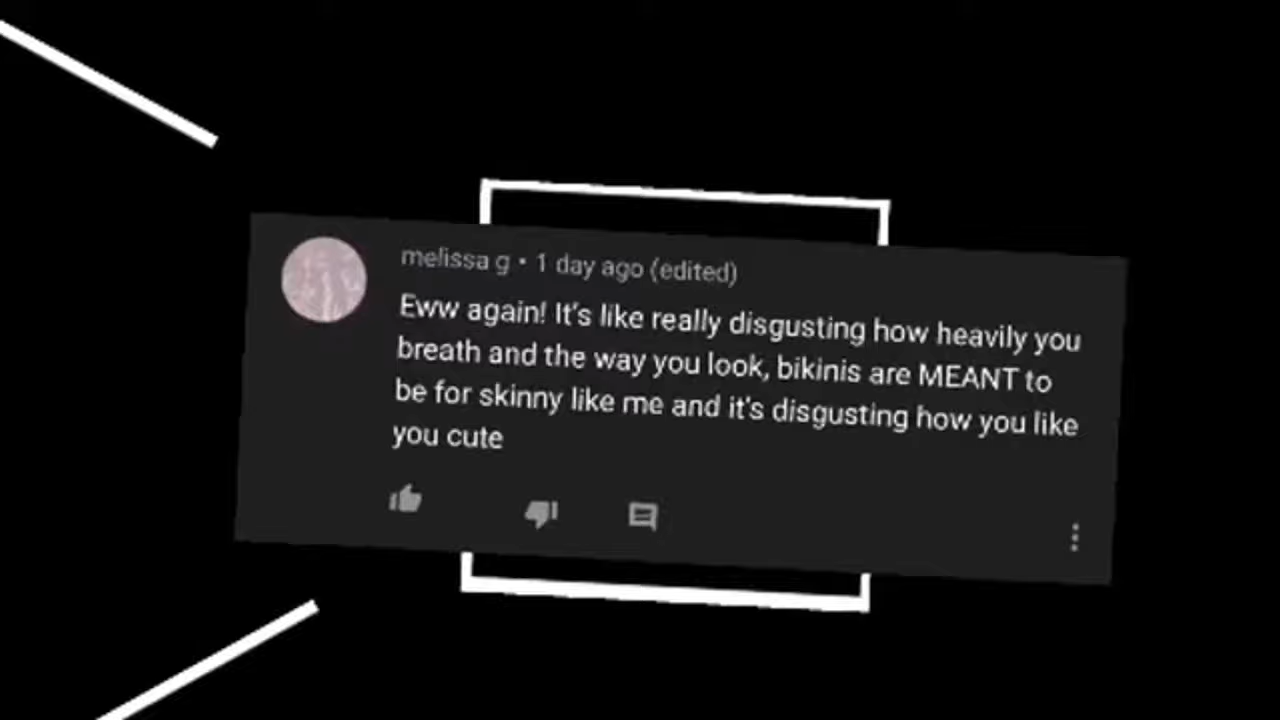 melissa g • 1 day ago (edited)
Eww again! It's like really disgusting how heavily you
breath and the way you look, bikinis are MEANT to
be for skinny like me and it's disgusting how you like
you cute